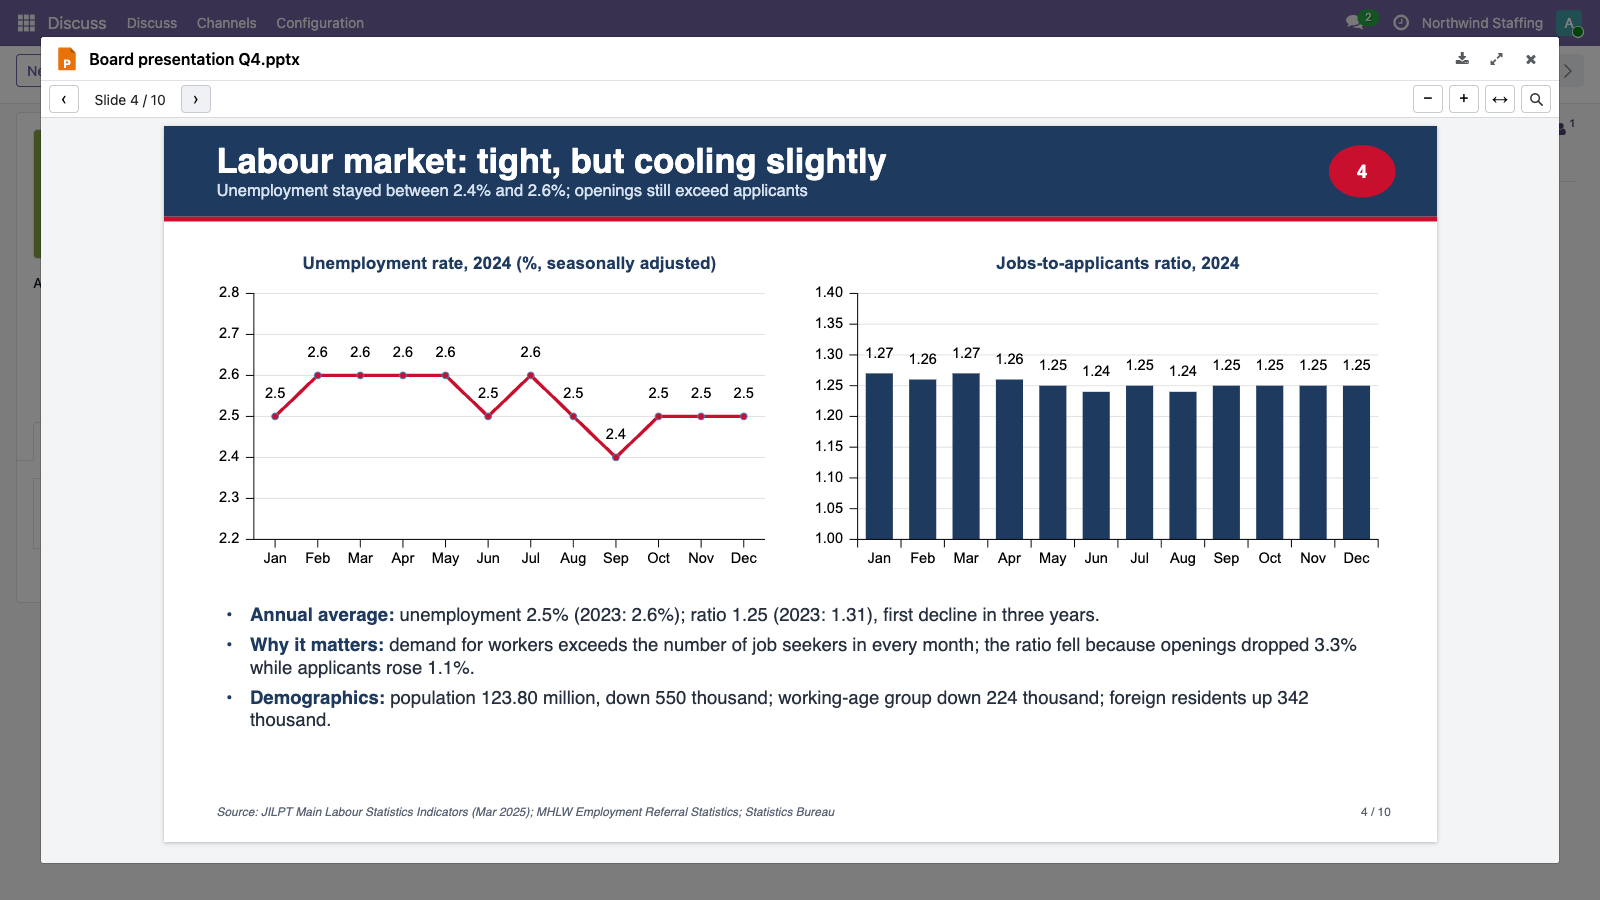 Discuss Discuss Channels Configuration 2 Northwind Staffing A
Board presentation Q4.pptx
Slide 4 / 10
1
Labour market: tight, but cooling slightly
Unemployment stayed between 2.4% and 2.6%; openings still exceed applicants
4
Unemployment rate, 2024 (%, seasonally adjusted)
2.8
2.7
2.6
2.5
2.4
2.3
2.2
2.5 2.6 2.6 2.6 2.6 2.5 2.6 2.5 2.4 2.5 2.5 2.5
Jan Feb Mar Apr May Jun Jul Aug Sep Oct Nov Dec
Jobs-to-applicants ratio, 2024
1.40
1.35
1.30
1.25
1.20
1.15
1.10
1.05
1.00
1.27 1.26 1.27 1.26 1.25 1.24 1.25 1.24 1.25 1.25 1.25 1.25
Jan Feb Mar Apr May Jun Jul Aug Sep Oct Nov Dec
• Annual average: unemployment 2.5% (2023: 2.6%); ratio 1.25 (2023: 1.31), first decline in three years.
• Why it matters: demand for workers exceeds the number of job seekers in every month; the ratio fell because openings dropped 3.3%
while applicants rose 1.1%.
• Demographics: population 123.80 million, down 550 thousand; working-age group down 224 thousand; foreign residents up 342
thousand.
Source: JILPT Main Labour Statistics Indicators (Mar 2025); MHLW Employment Referral Statistics; Statistics Bureau
4 / 10